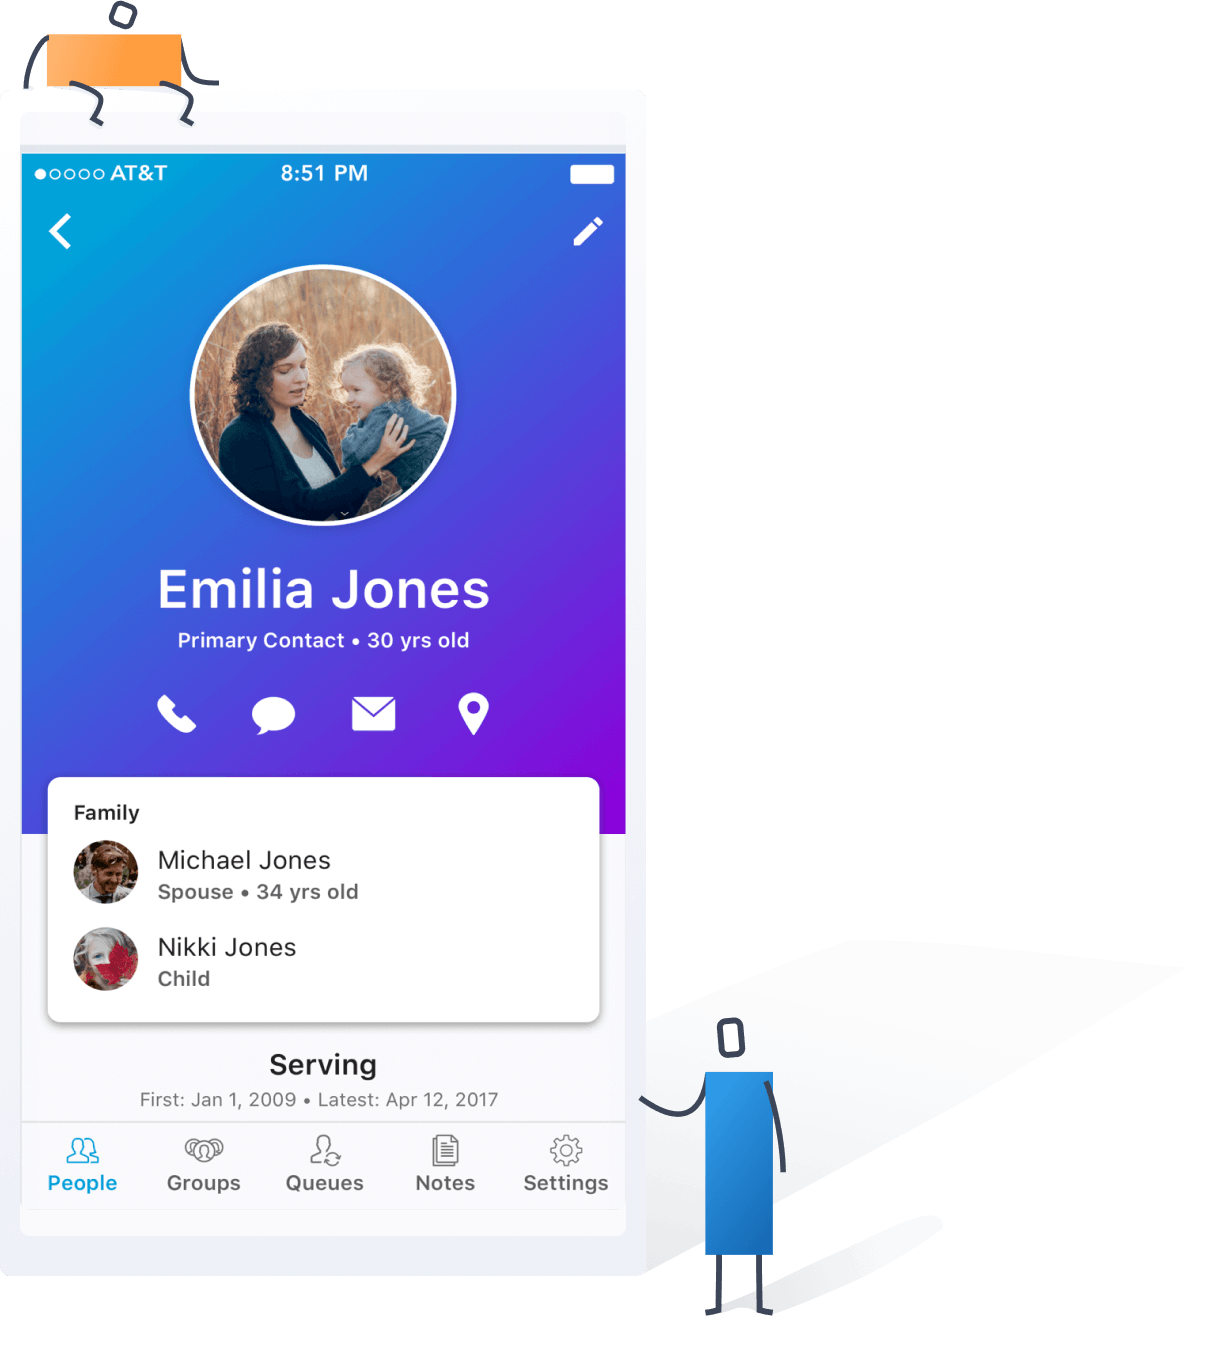 AT&T 8:51 PM
Emilia Jones
Primary Contact • 30 yrs old
Family
Michael Jones
Spouse • 34 yrs old
Nikki Jones
Child
Serving
First: Jan 1, 2009 • Latest: Apr 12, 2017
People Groups Queues Notes Settings